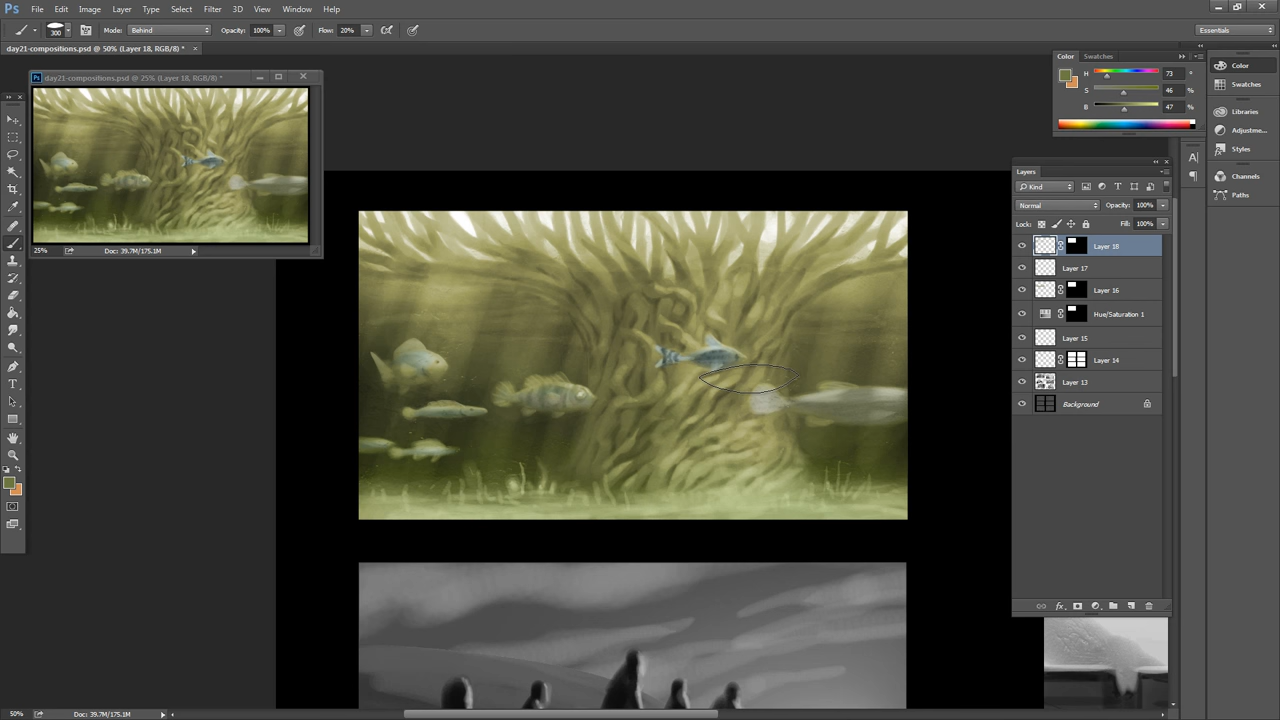 Ps File Edit Image Layer Type Select Filter 3D View Window Help
300 Mode: Behind Opacity: 100% Flow: 20% Essentials
day21-compositions.psd @ 50% (Layer 18, RGB/8) * ×
Ps day21-compositions.psd @ 25% (Layer 18, RGB/8) *
25% Doc: 39.7M/175.1M
Color Swatches
H 73 °
S 46 %
B 47 %
Color
Swatches
Libraries
Adjustme...
Styles
Channels
Paths
Layers
Kind
Normal Opacity: 100%
Lock: Fill: 100%
Layer 18
Layer 17
Layer 16
Hue/Saturation 1
Layer 15
Layer 14
Layer 13
Background
50% Doc: 39.7M/175.1M